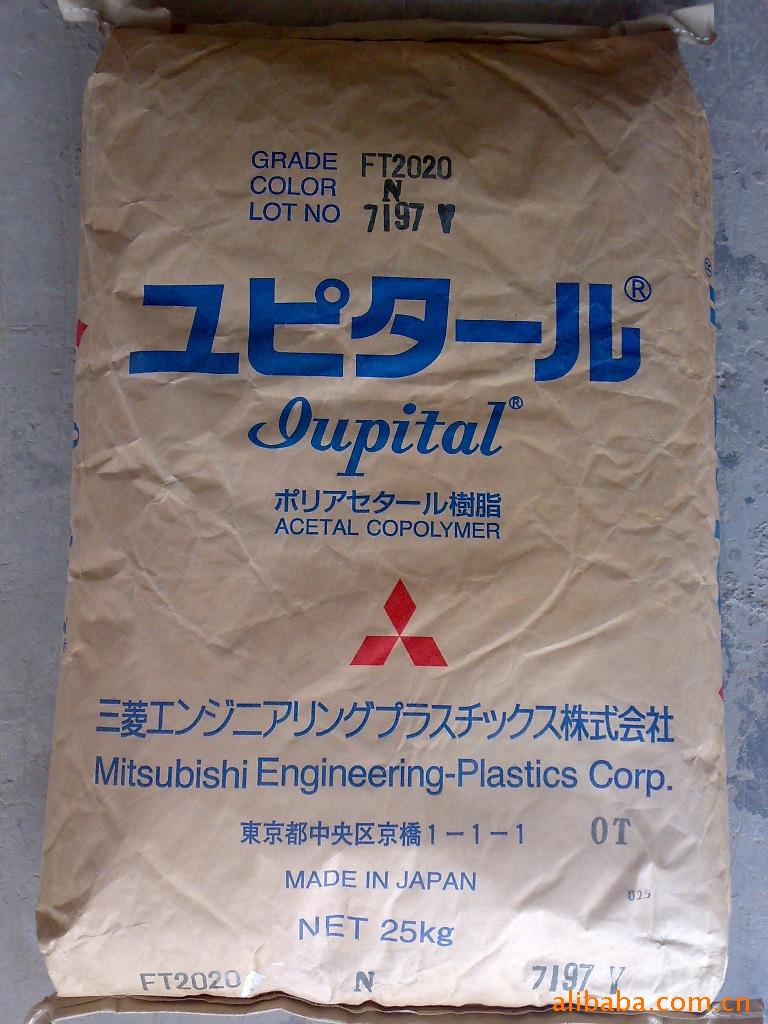 GRADE FT2020
COLOR N
LOT NO 7197 V
ユピタール®
Iupital®
ポリアセタール樹脂
ACETAL COPOLYMER
三菱エンジニアリングプラスチックス株式会社
Mitsubishi Engineering-Plastics Corp.
東京都中央区京橋1-1-1 OT
MADE IN JAPAN
025
NET 25kg
FT2020 N 7197 V
alibaba.com.cn